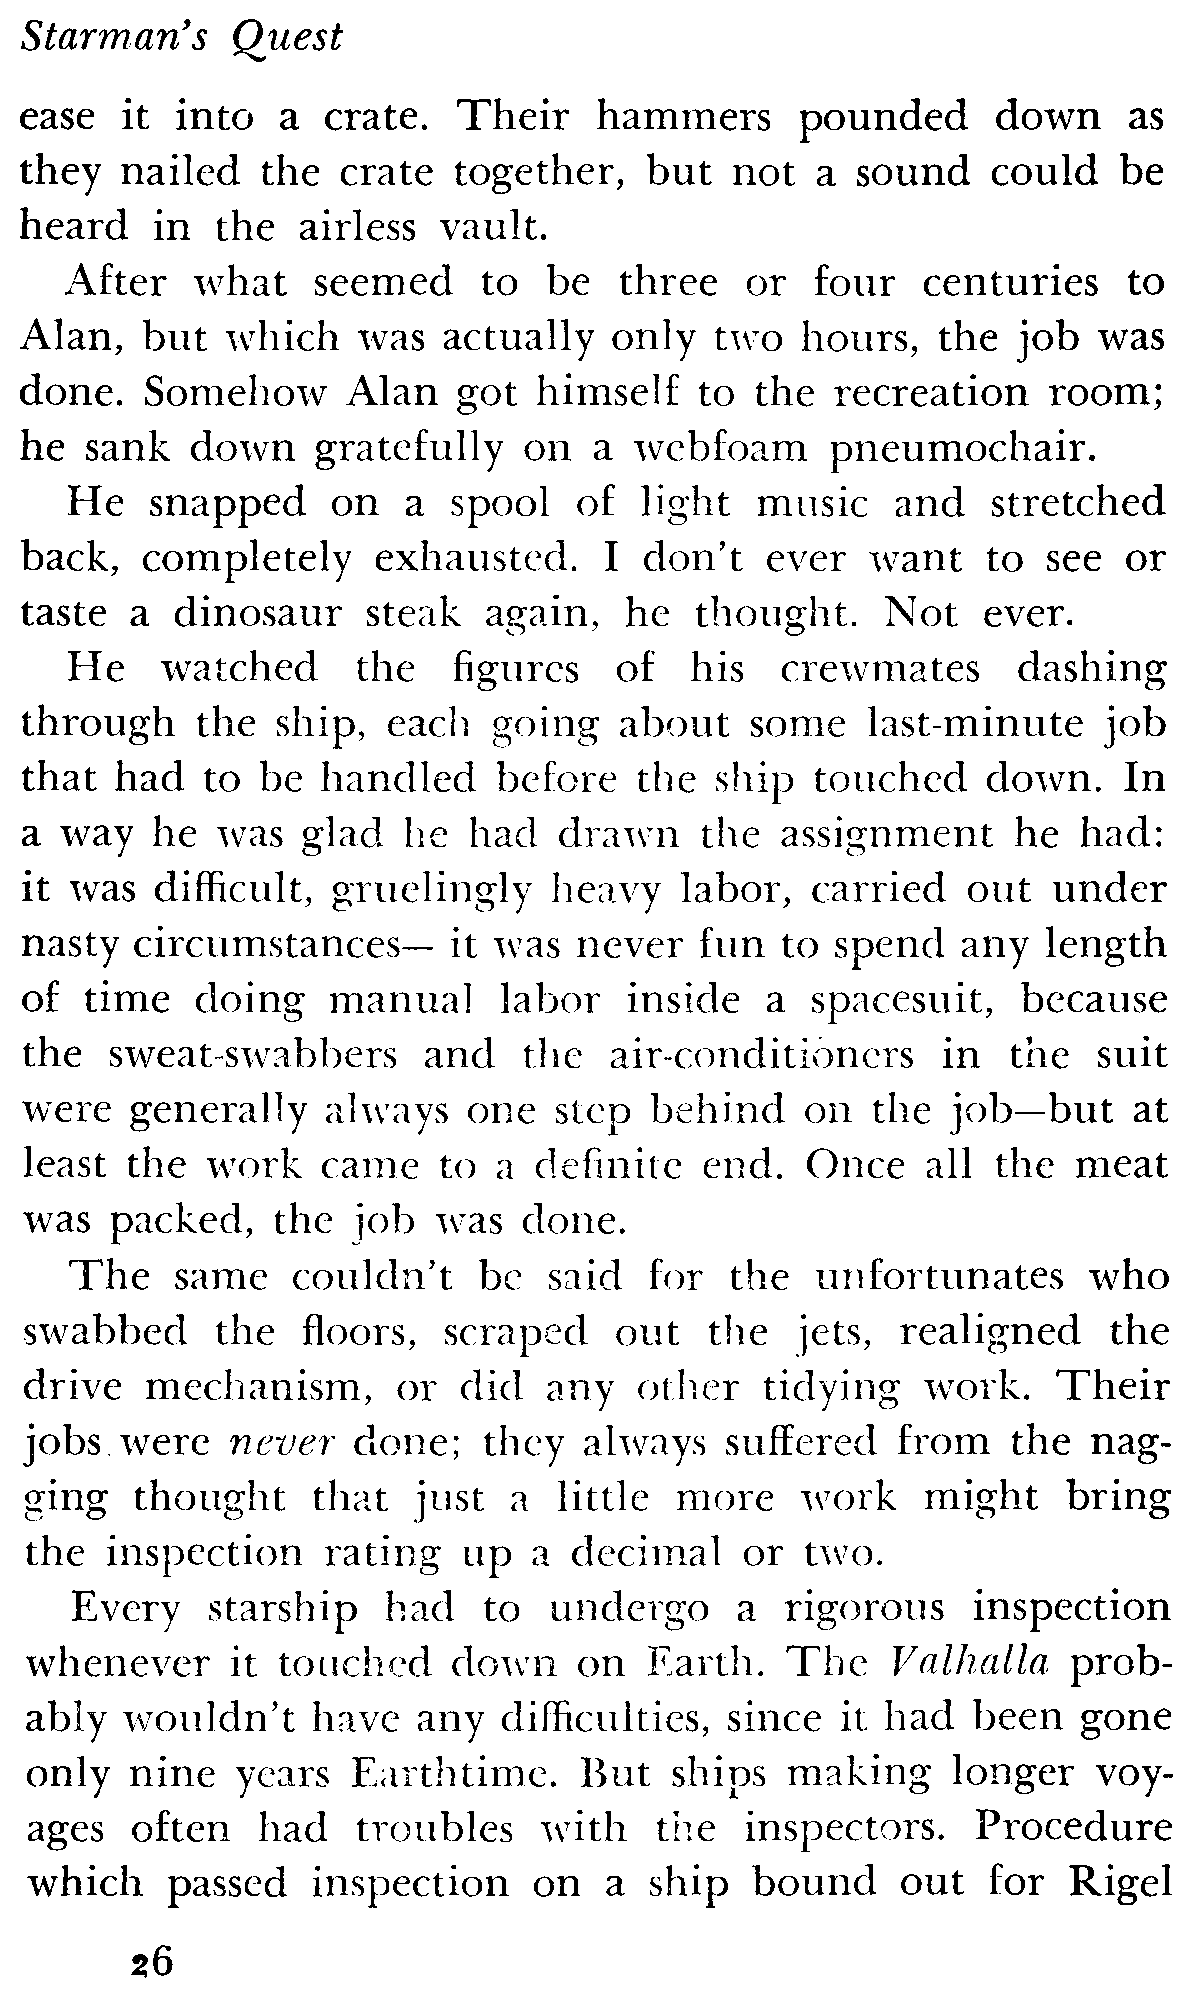 Starman's Quest
ease it into a crate. Their hammers pounded down as
they nailed the crate together, but not a sound could be
heard in the airless vault.
After what seemed to be three or four centuries to
Alan, but which was actually only two hours, the job was
done. Somehow Alan got himself to the recreation room;
he sank down gratefully on a webfoam pneumochair.
He snapped on a spool of light music and stretched
back, completely exhausted. I don't ever want to see or
taste a dinosaur steak again, he thought. Not ever.
He watched the figures of his crewmates dashing
through the ship, each going about some last-minute job
that had to be handled before the ship touched down. In
a way he was glad he had drawn the assignment he had:
it was difficult, gruelingly heavy labor, carried out under
nasty circumstances— it was never fun to spend any length
of time doing manual labor inside a spacesuit, because
the sweat-swabbers and the air-conditioners in the suit
were generally always one step behind on the job—but at
least the work came to a definite end. Once all the meat
was packed, the job was done.
The same couldn't be said for the unfortunates who
swabbed the floors, scraped out the jets, realigned the
drive mechanism, or did any other tidying work. Their
jobs were never done; they always suffered from the nag-
ging thought that just a little more work might bring
the inspection rating up a decimal or two.
Every starship had to undergo a rigorous inspection
whenever it touched down on Earth. The Valhalla prob-
ably wouldn't have any difficulties, since it had been gone
only nine years Earthtime. But ships making longer voy-
ages often had troubles with the inspectors. Procedure
which passed inspection on a ship bound out for Rigel
26